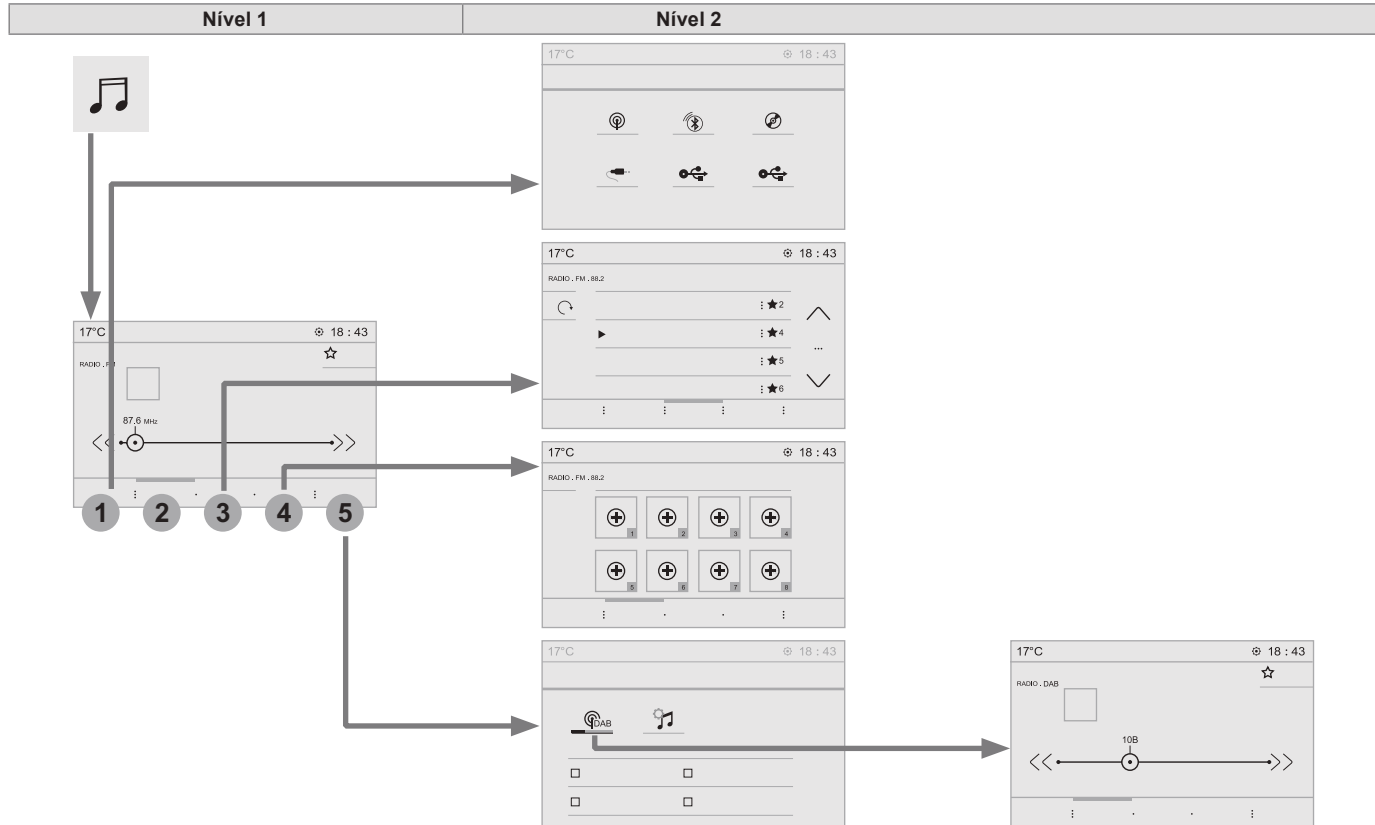 Nível 1
Nível 2
17°C 18 : 43
17°C 18 : 43
RADIO . FM . 88.2
2
4
5
6
...
17°C 18 : 43
RADIO . FM
87.6 MHz
1 2 3 4 5
17°C 18 : 43
RADIO . FM . 88.2
1 2 3 4
5 6 7 8
17°C 18 : 43
DAB
17°C 18 : 43
RADIO . DAB
10B